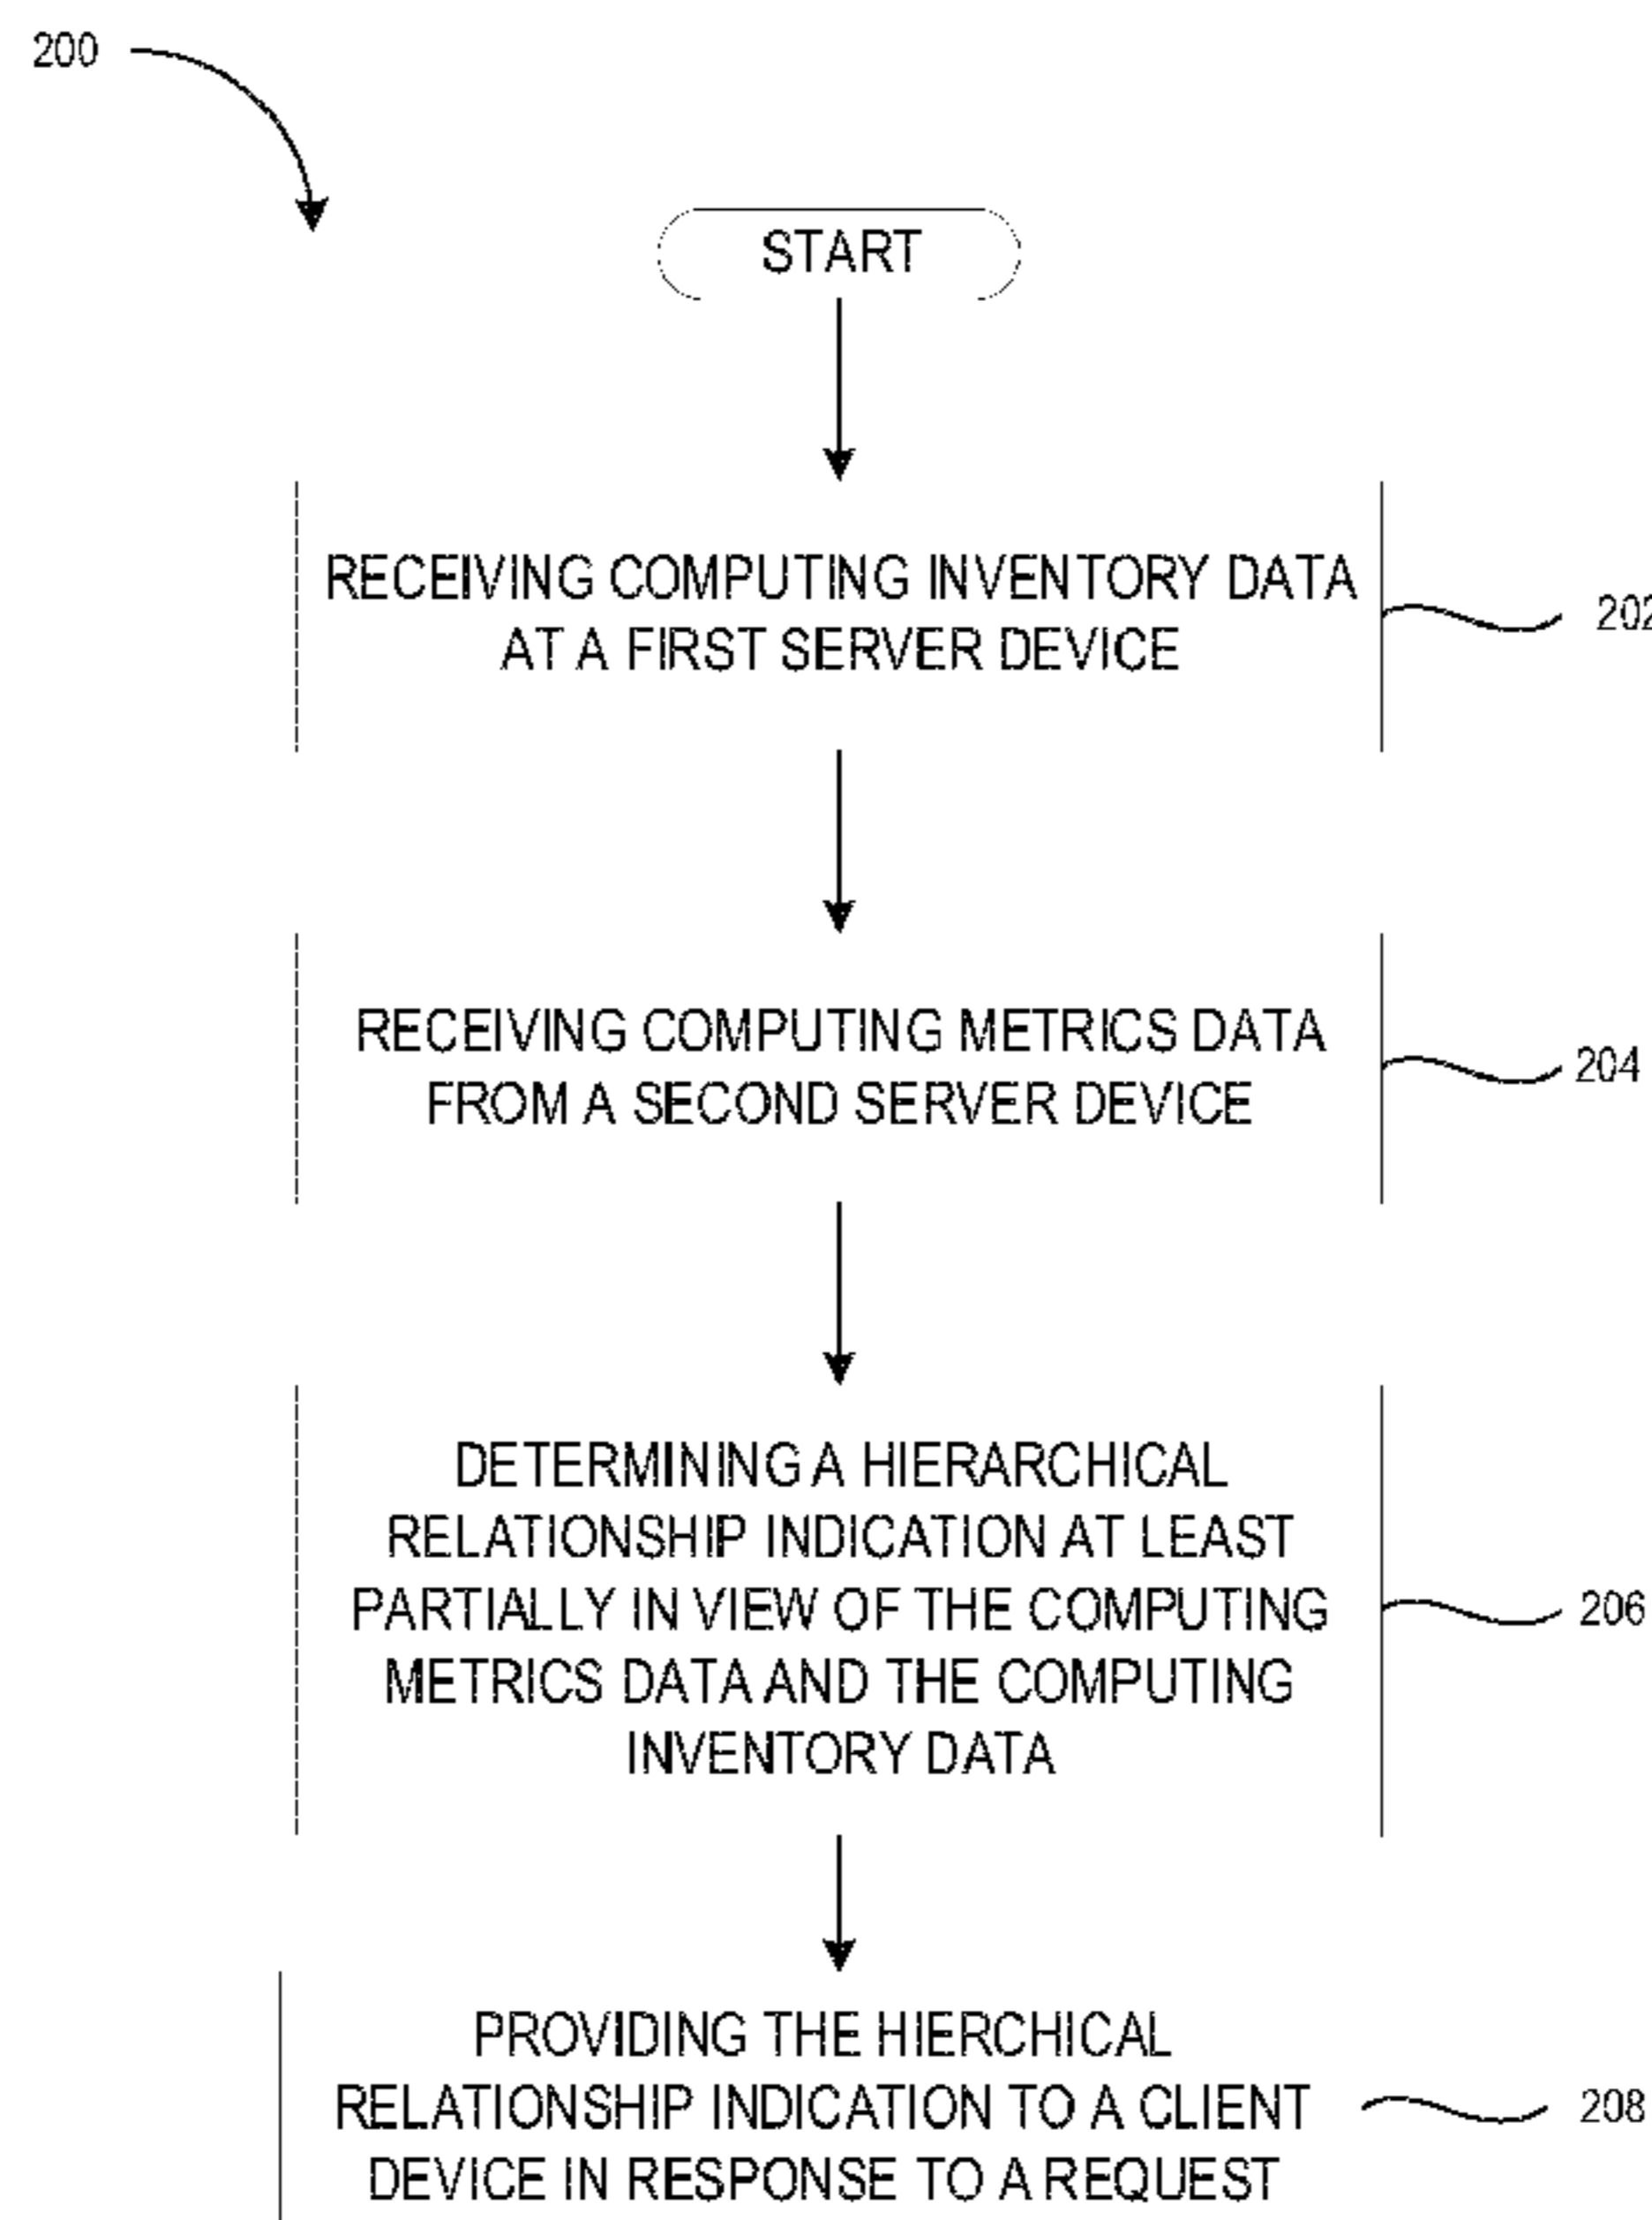 200
START
RECEIVING COMPUTING INVENTORY DATA
AT A FIRST SERVER DEVICE
202
RECEIVING COMPUTING METRICS DATA
FROM A SECOND SERVER DEVICE
204
DETERMINING A HIERARCHICAL
RELATIONSHIP INDICATION AT LEAST
PARTIALLY IN VIEW OF THE COMPUTING
METRICS DATA AND THE COMPUTING
INVENTORY DATA
206
PROVIDING THE HIERCHICAL
RELATIONSHIP INDICATION TO A CLIENT
DEVICE IN RESPONSE TO A REQUEST
208